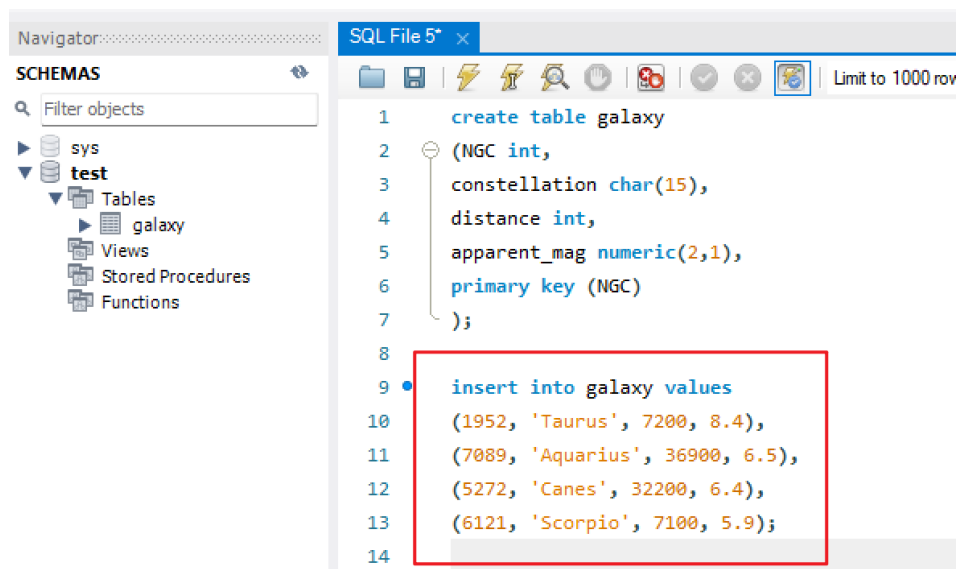 Navigator
SCHEMAS
Filter objects
sys
test
Tables
galaxy
Views
Stored Procedures
Functions
SQL File 5*
Limit to 1000 row
1 create table galaxy
2 (NGC int,
3 constellation char(15),
4 distance int,
5 apparent_mag numeric(2,1),
6 primary key (NGC)
7 );
8
9 insert into galaxy values
10 (1952, 'Taurus', 7200, 8.4),
11 (7089, 'Aquarius', 36900, 6.5),
12 (5272, 'Canes', 32200, 6.4),
13 (6121, 'Scorpio', 7100, 5.9);
14